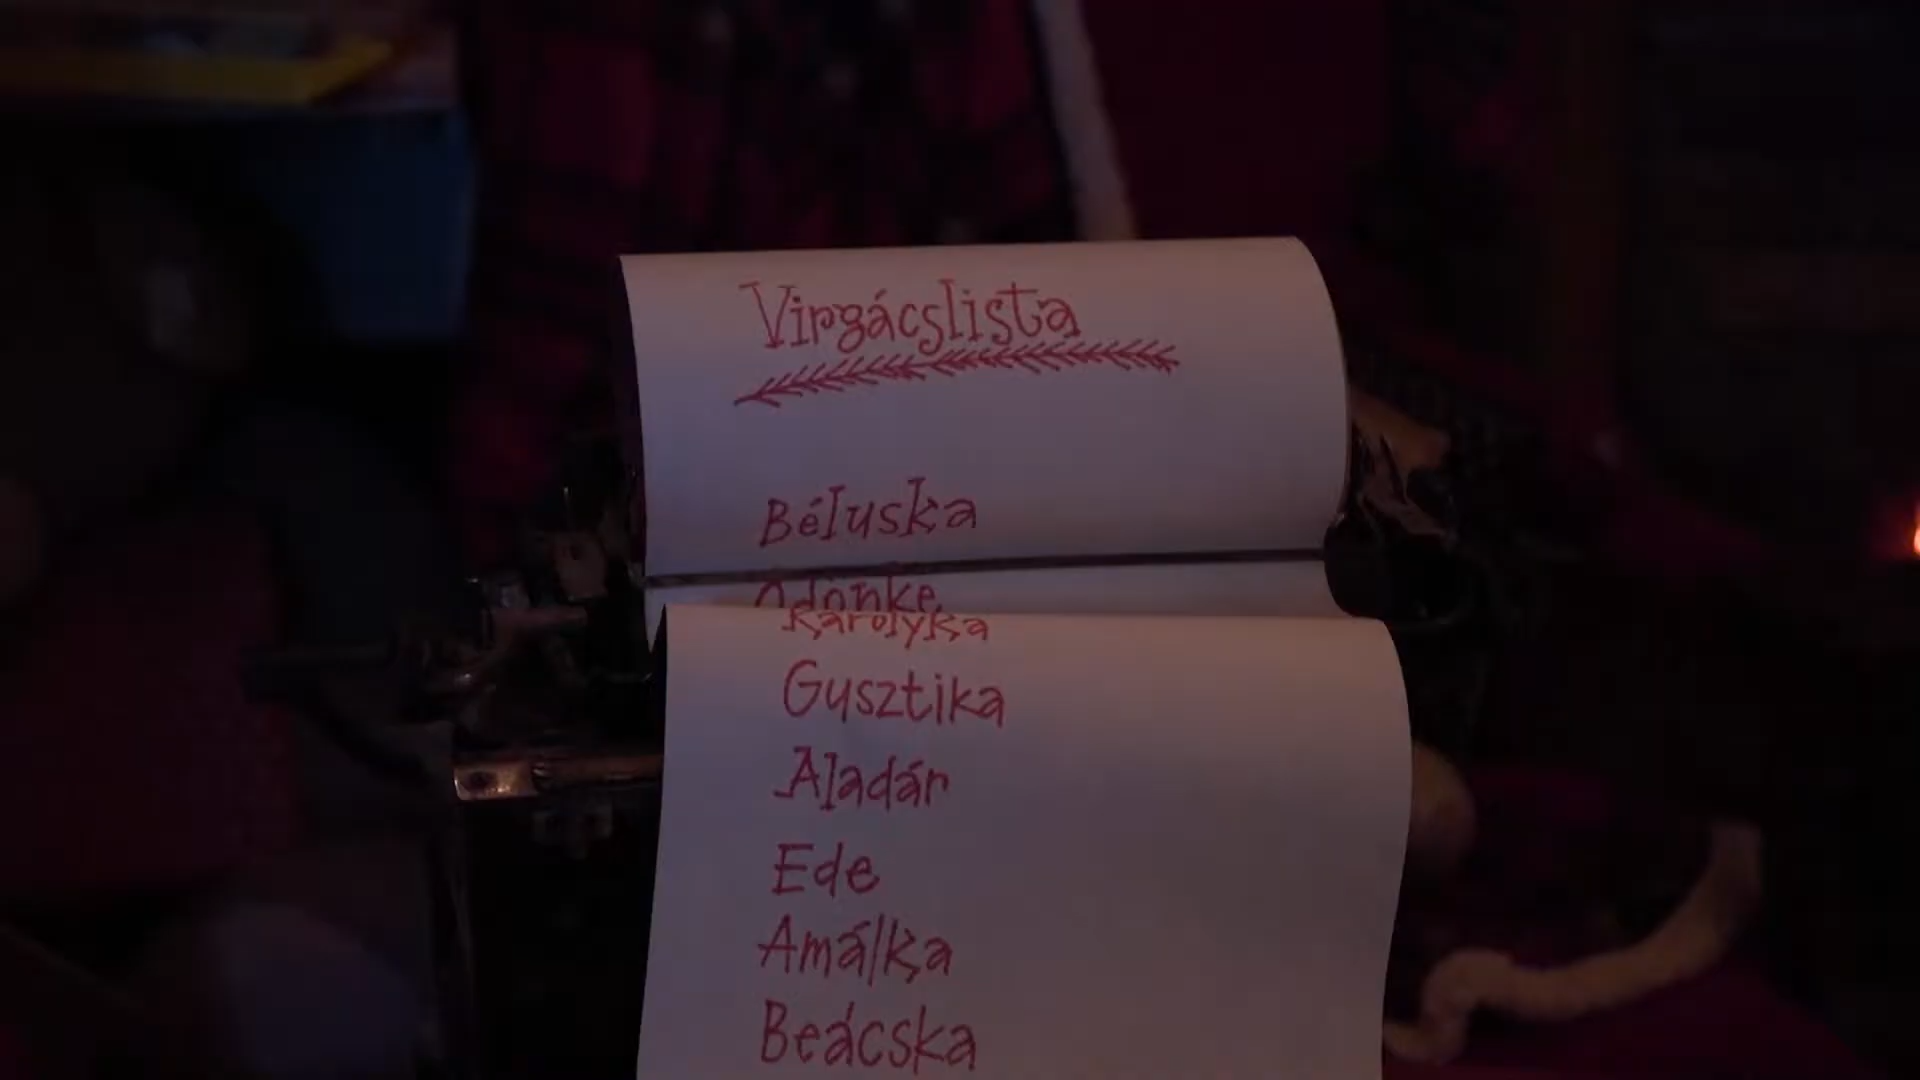 Virgácslista
Béluska
Ödönke
Karolyka
Gusztika
Aladár
Ede
Amálka
Beácska